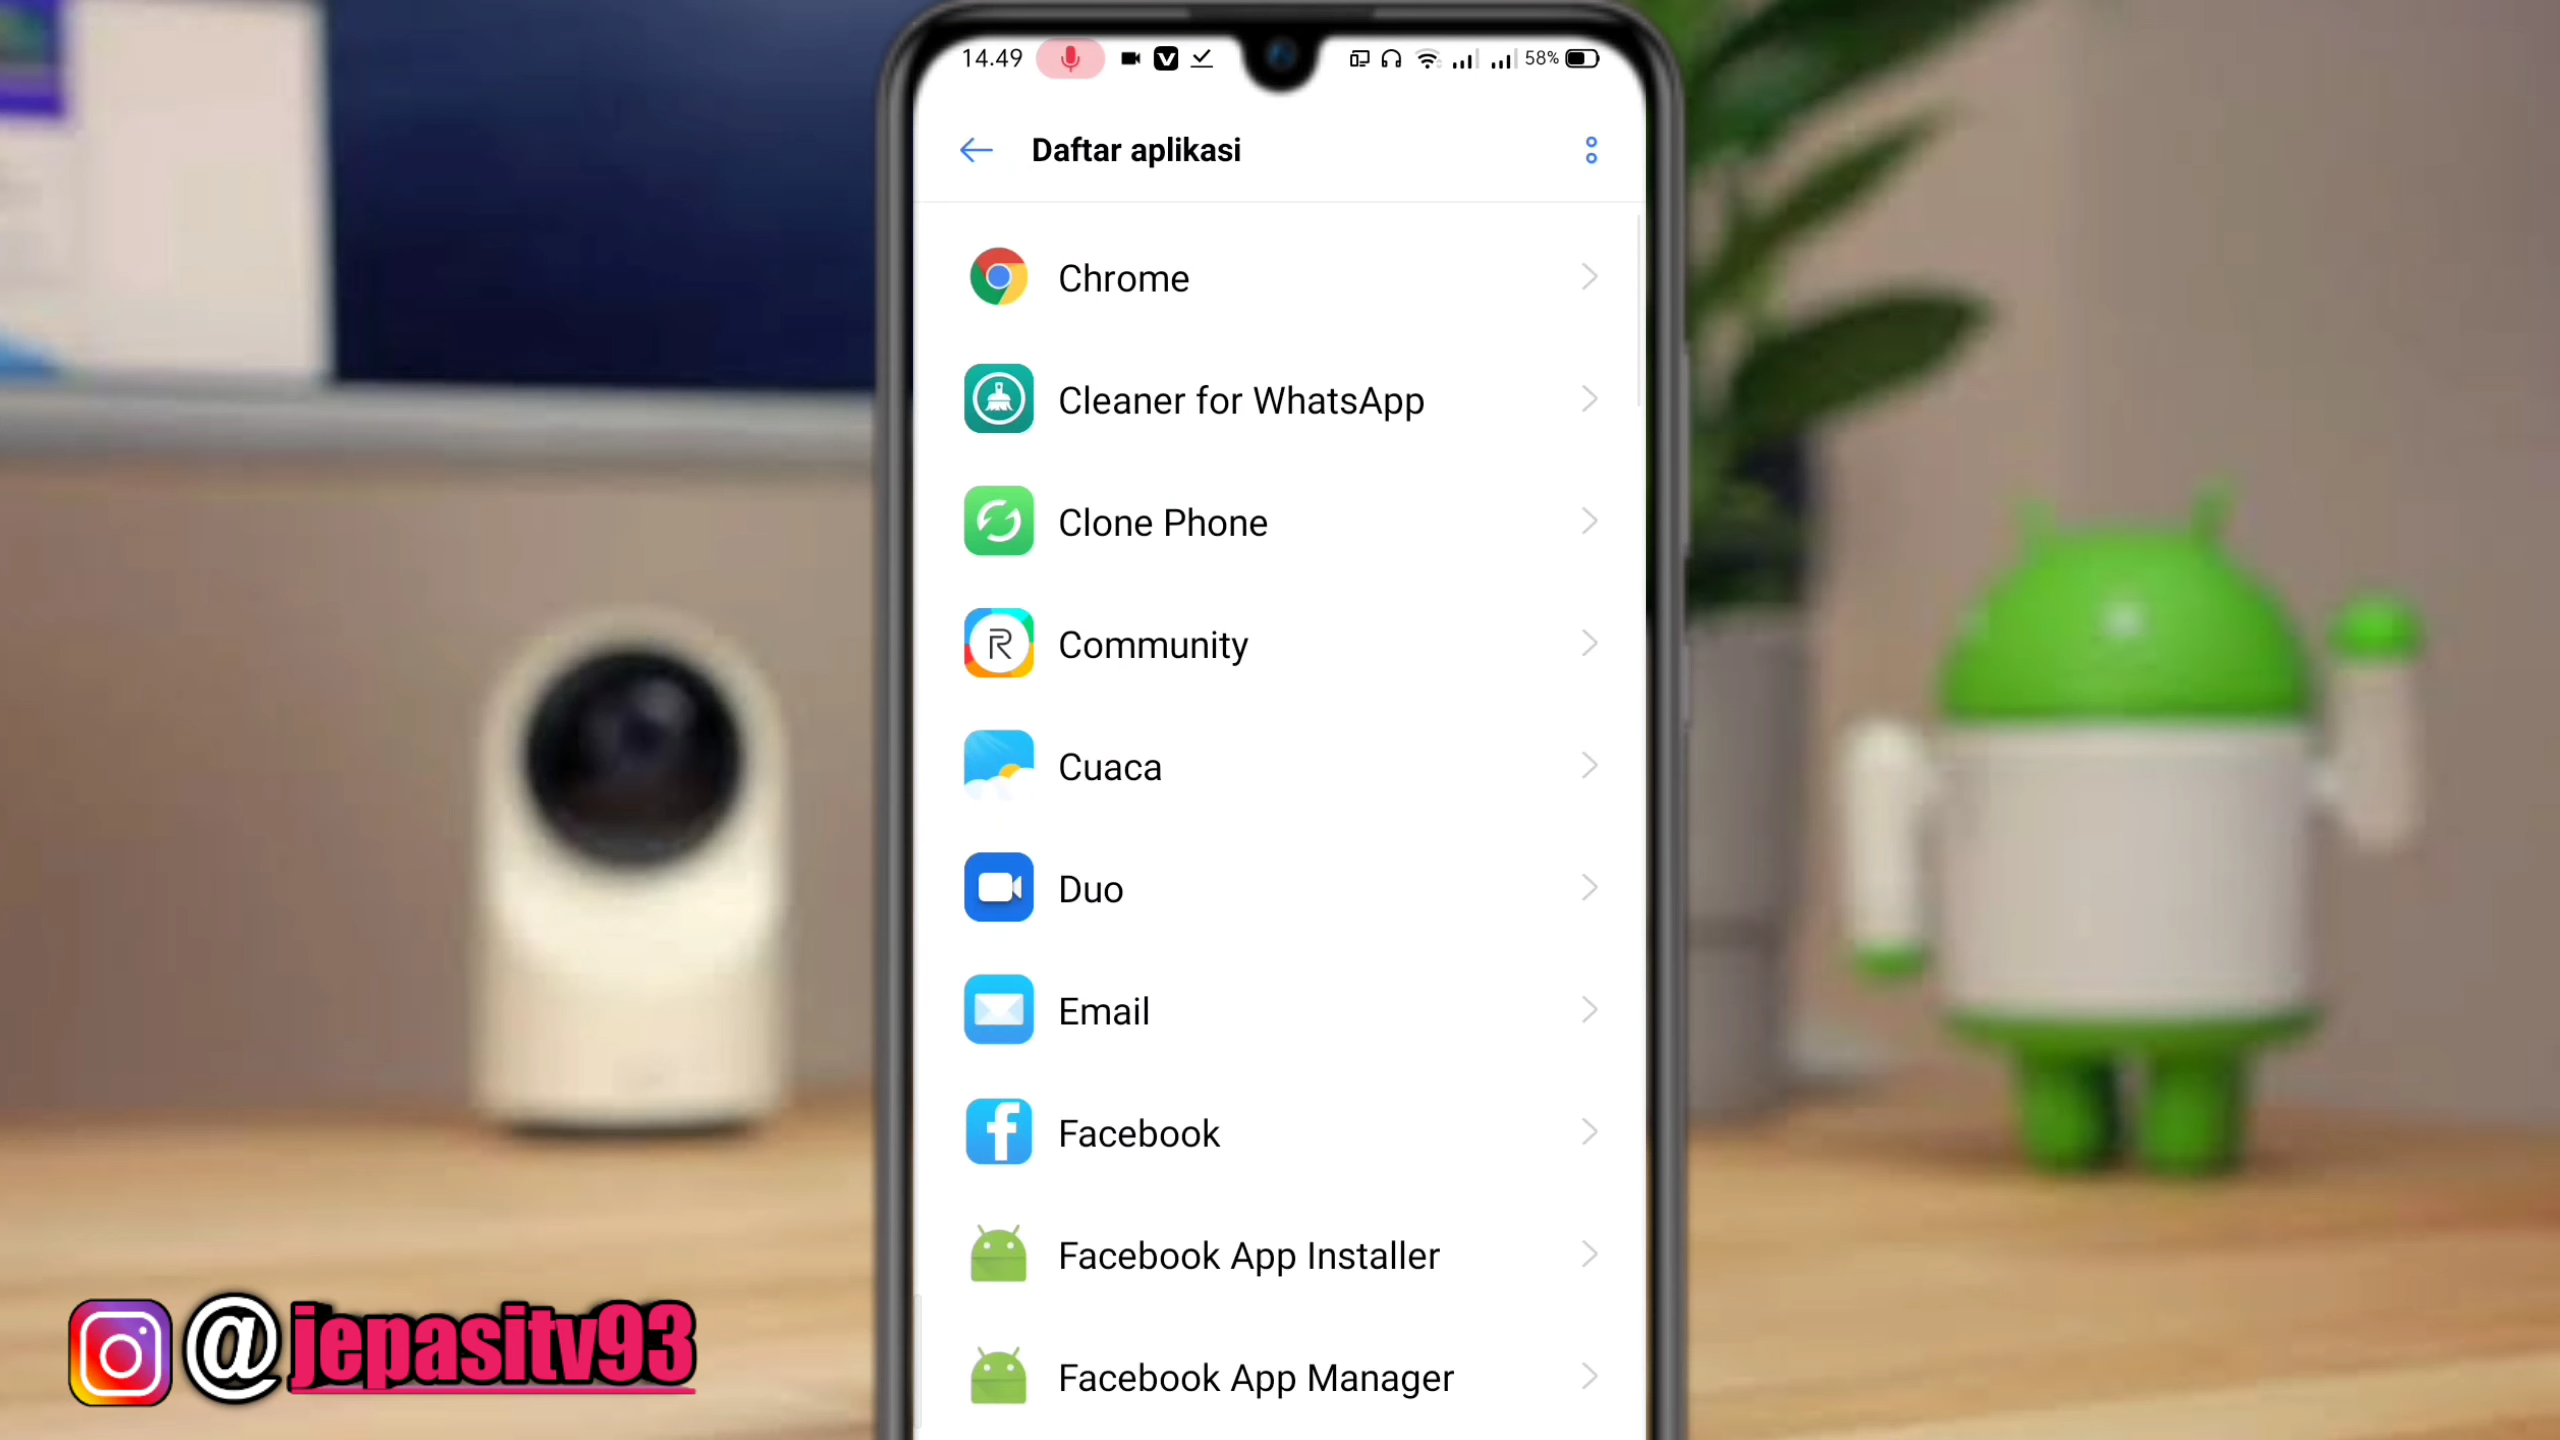 14.49
58%
Daftar aplikasi
Chrome
Cleaner for WhatsApp
Clone Phone
Community
Cuaca
Duo
Email
Facebook
Facebook App Installer
Facebook App Manager
@jepasitv93